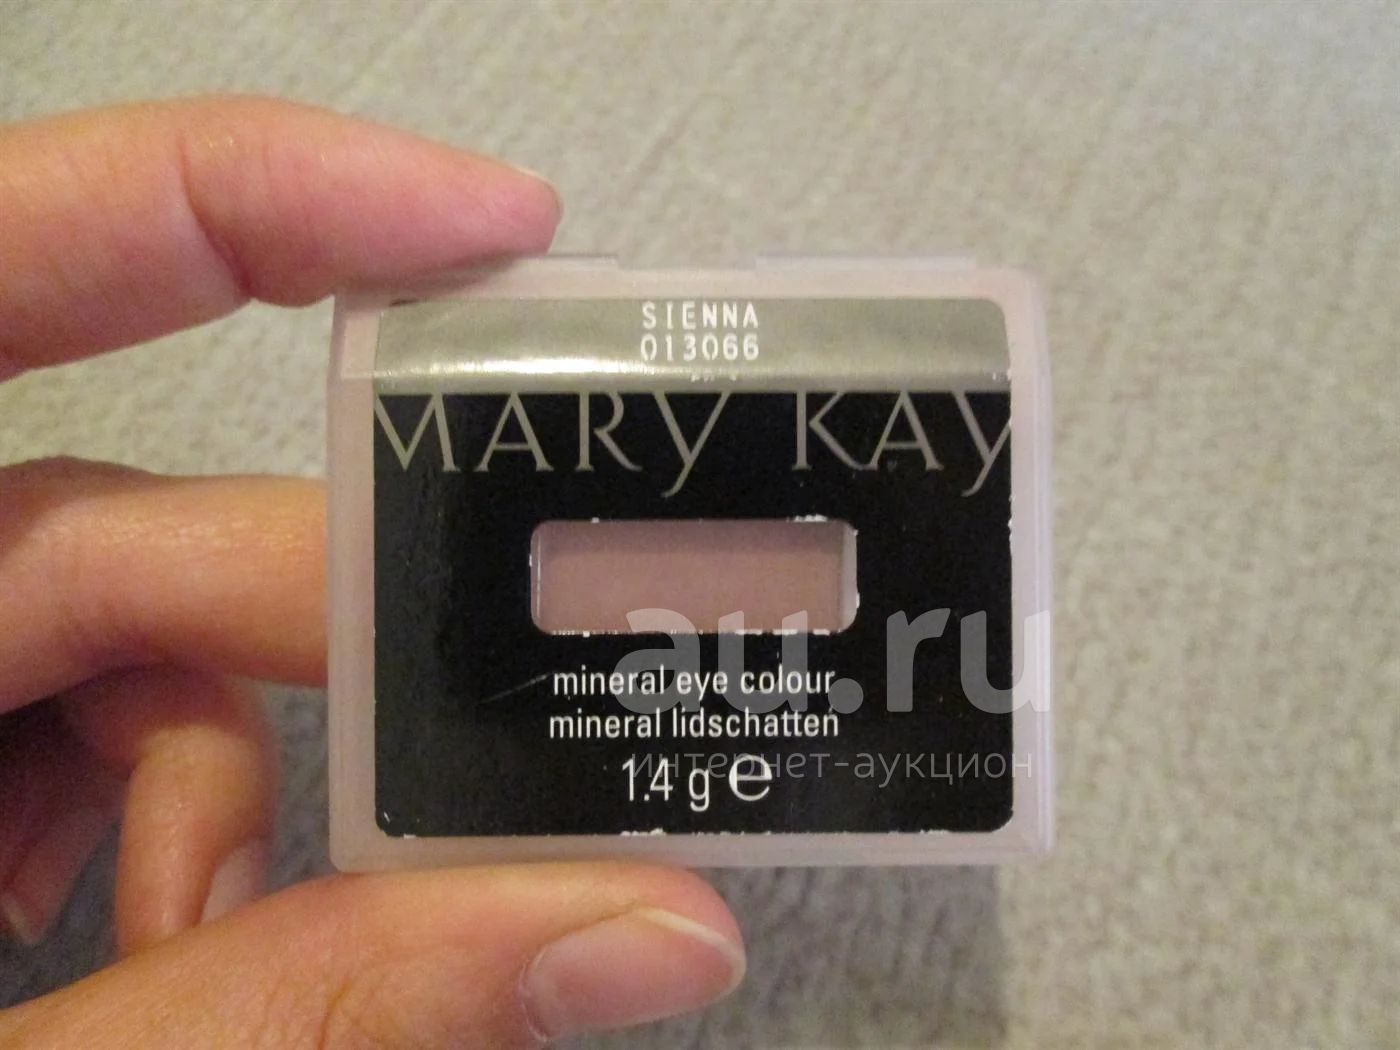 SIENNA
013066
MARY KAY
mineral eye colour
mineral lidschatten
1.4 g e
au.ru
интернет-аукцион